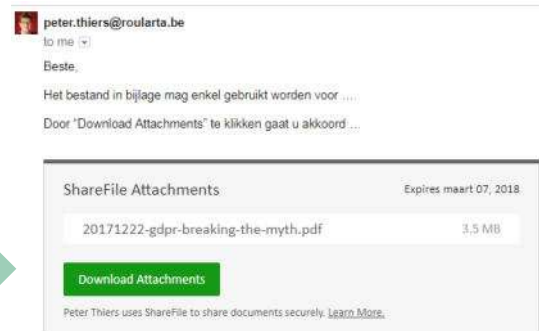 peter.thiers@roularta.be
to me
Beste,
Het bestand in bijlage mag enkel gebruikt worden voor ....
Door "Download Attachments" te klikken gaat u akkoord ...
ShareFile Attachments Expires maart 07, 2018
20171222-gdpr-breaking-the-myth.pdf 3.5 MB
Download Attachments
Peter Thiers uses ShareFile to share documents securely. Learn More.